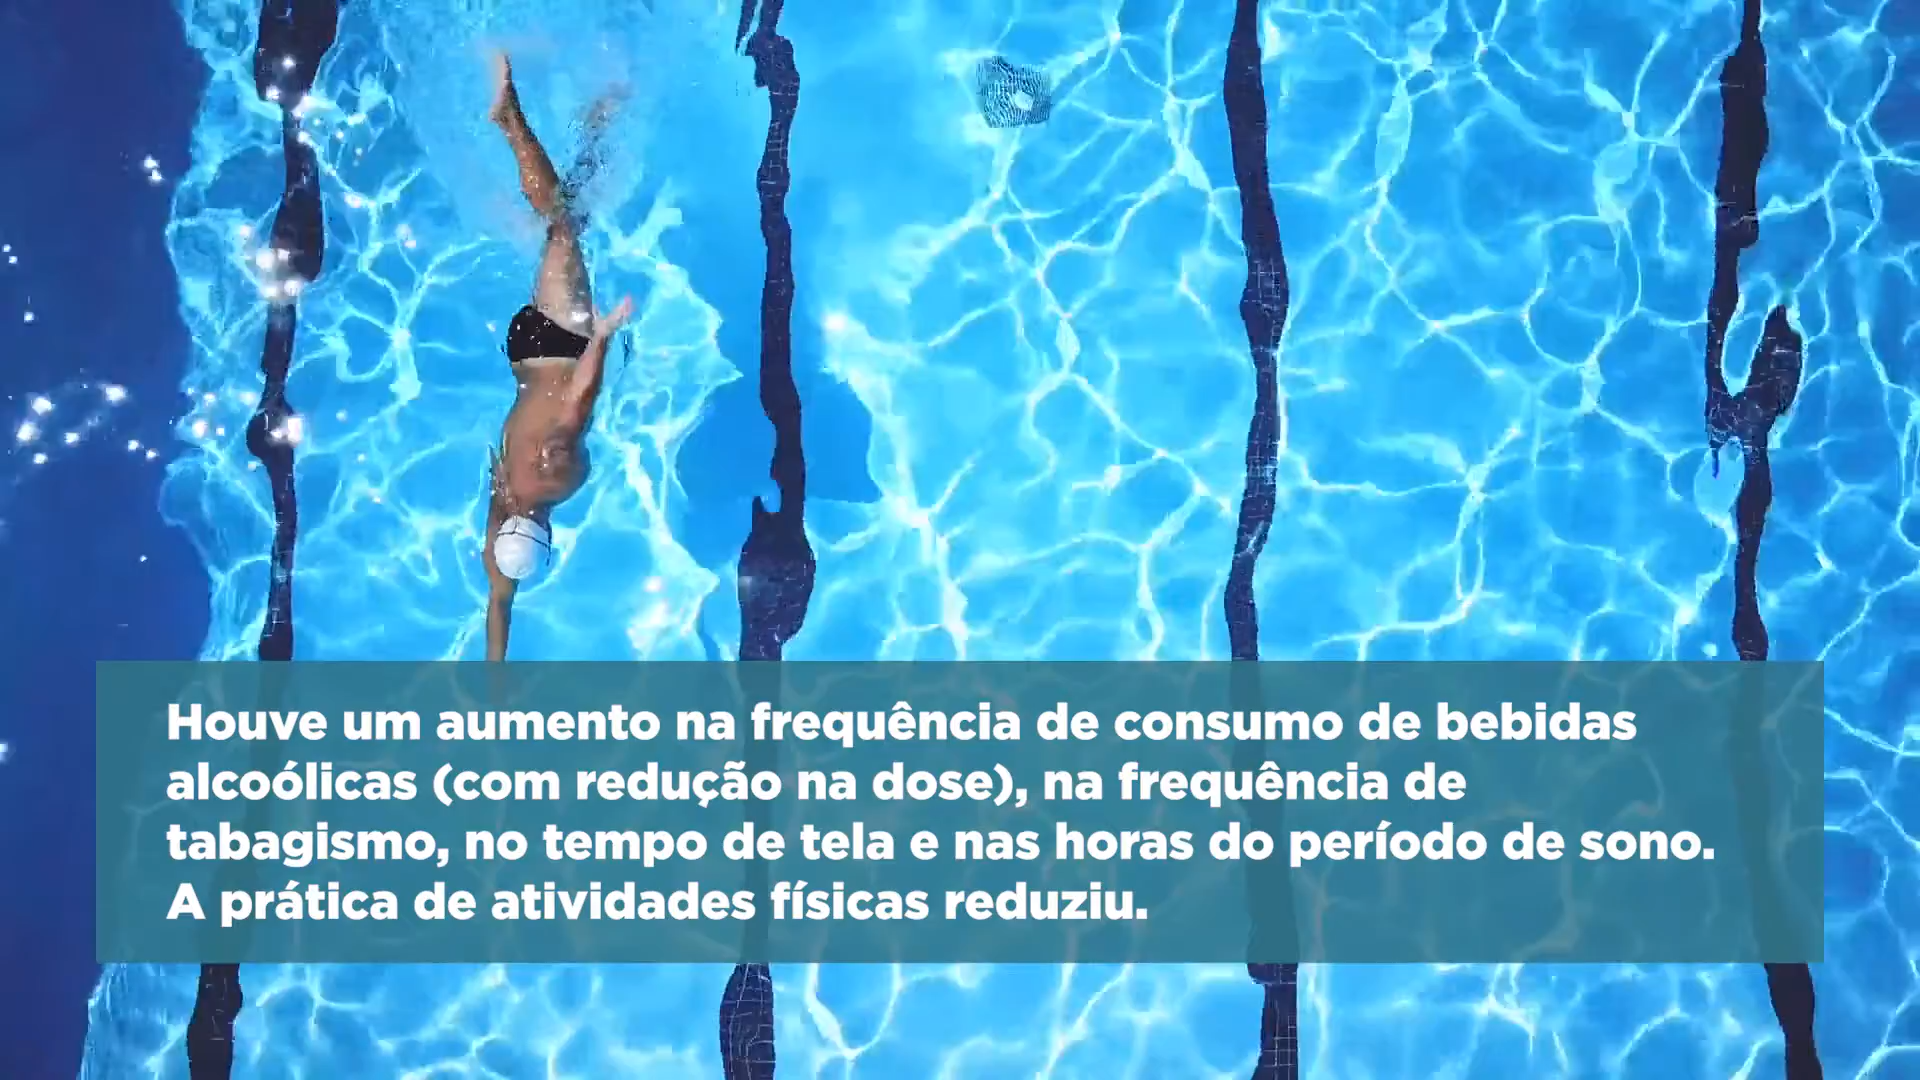 Houve um aumento na frequência de consumo de bebidas
alcoólicas (com redução na dose), na frequência de
tabagismo, no tempo de tela e nas horas do período de sono.
A prática de atividades físicas reduziu.